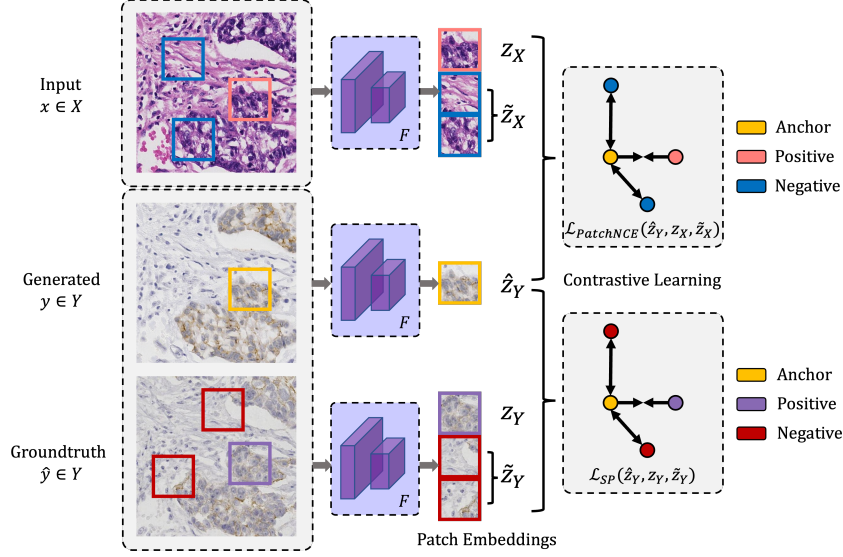 Input
x ∈ X
F
z_X
z̃_X
Anchor
Positive
Negative
ℒ_PatchNCE(ẑ_Y, z_X, z̃_X)
Generated
y ∈ Y
F
ẑ_Y
Contrastive Learning
Groundtruth
ŷ ∈ Y
F
z_Y
z̃_Y
Anchor
Positive
Negative
ℒ_SP(ẑ_Y, z_Y, z̃_Y)
Patch Embeddings